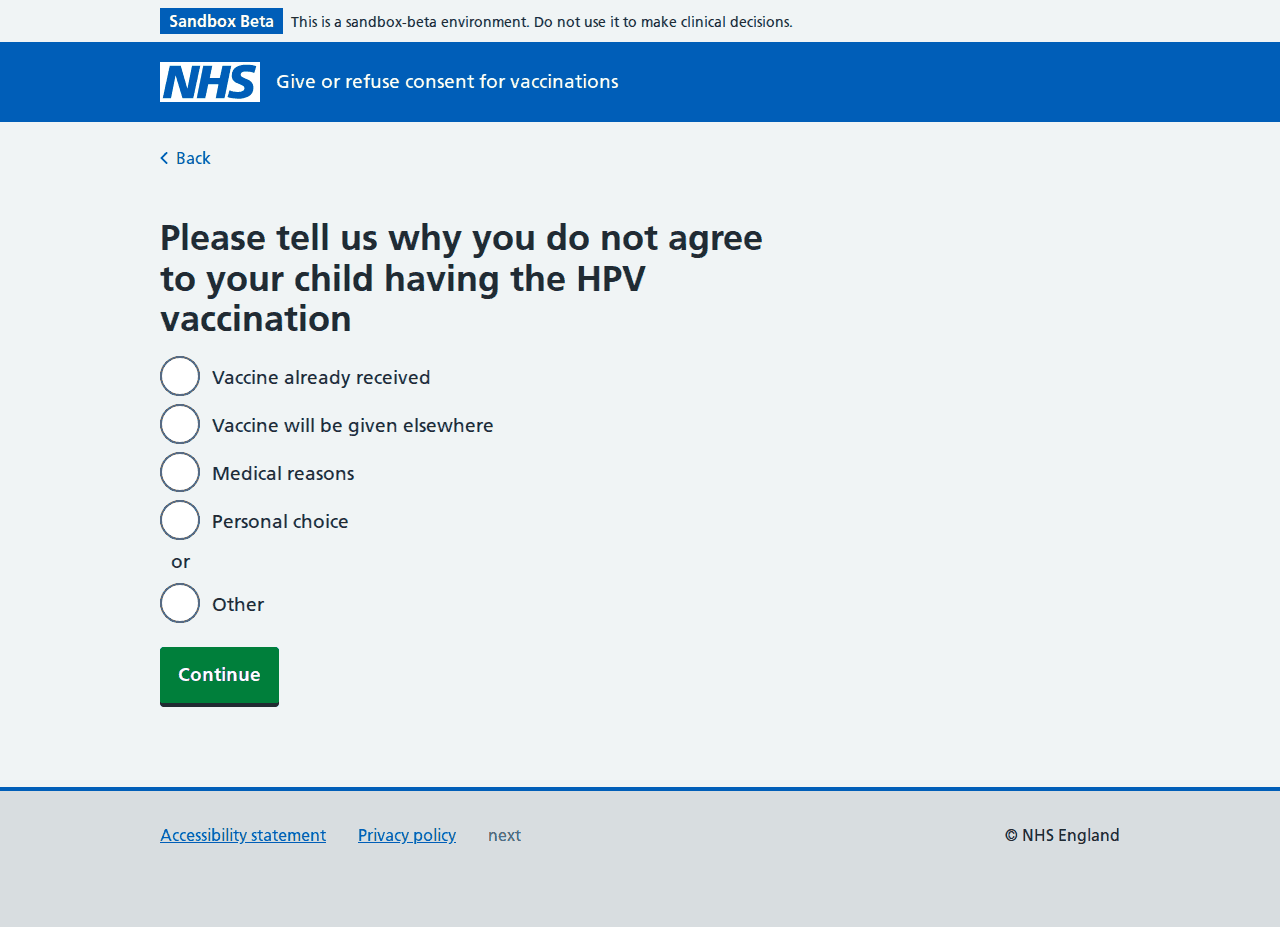 Sandbox Beta This is a sandbox-beta environment. Do not use it to make clinical decisions.
NHS Give or refuse consent for vaccinations
Back
Please tell us why you do not agree
to your child having the HPV
vaccination
Vaccine already received
Vaccine will be given elsewhere
Medical reasons
Personal choice
or
Other
Continue
Accessibility statement Privacy policy next © NHS England